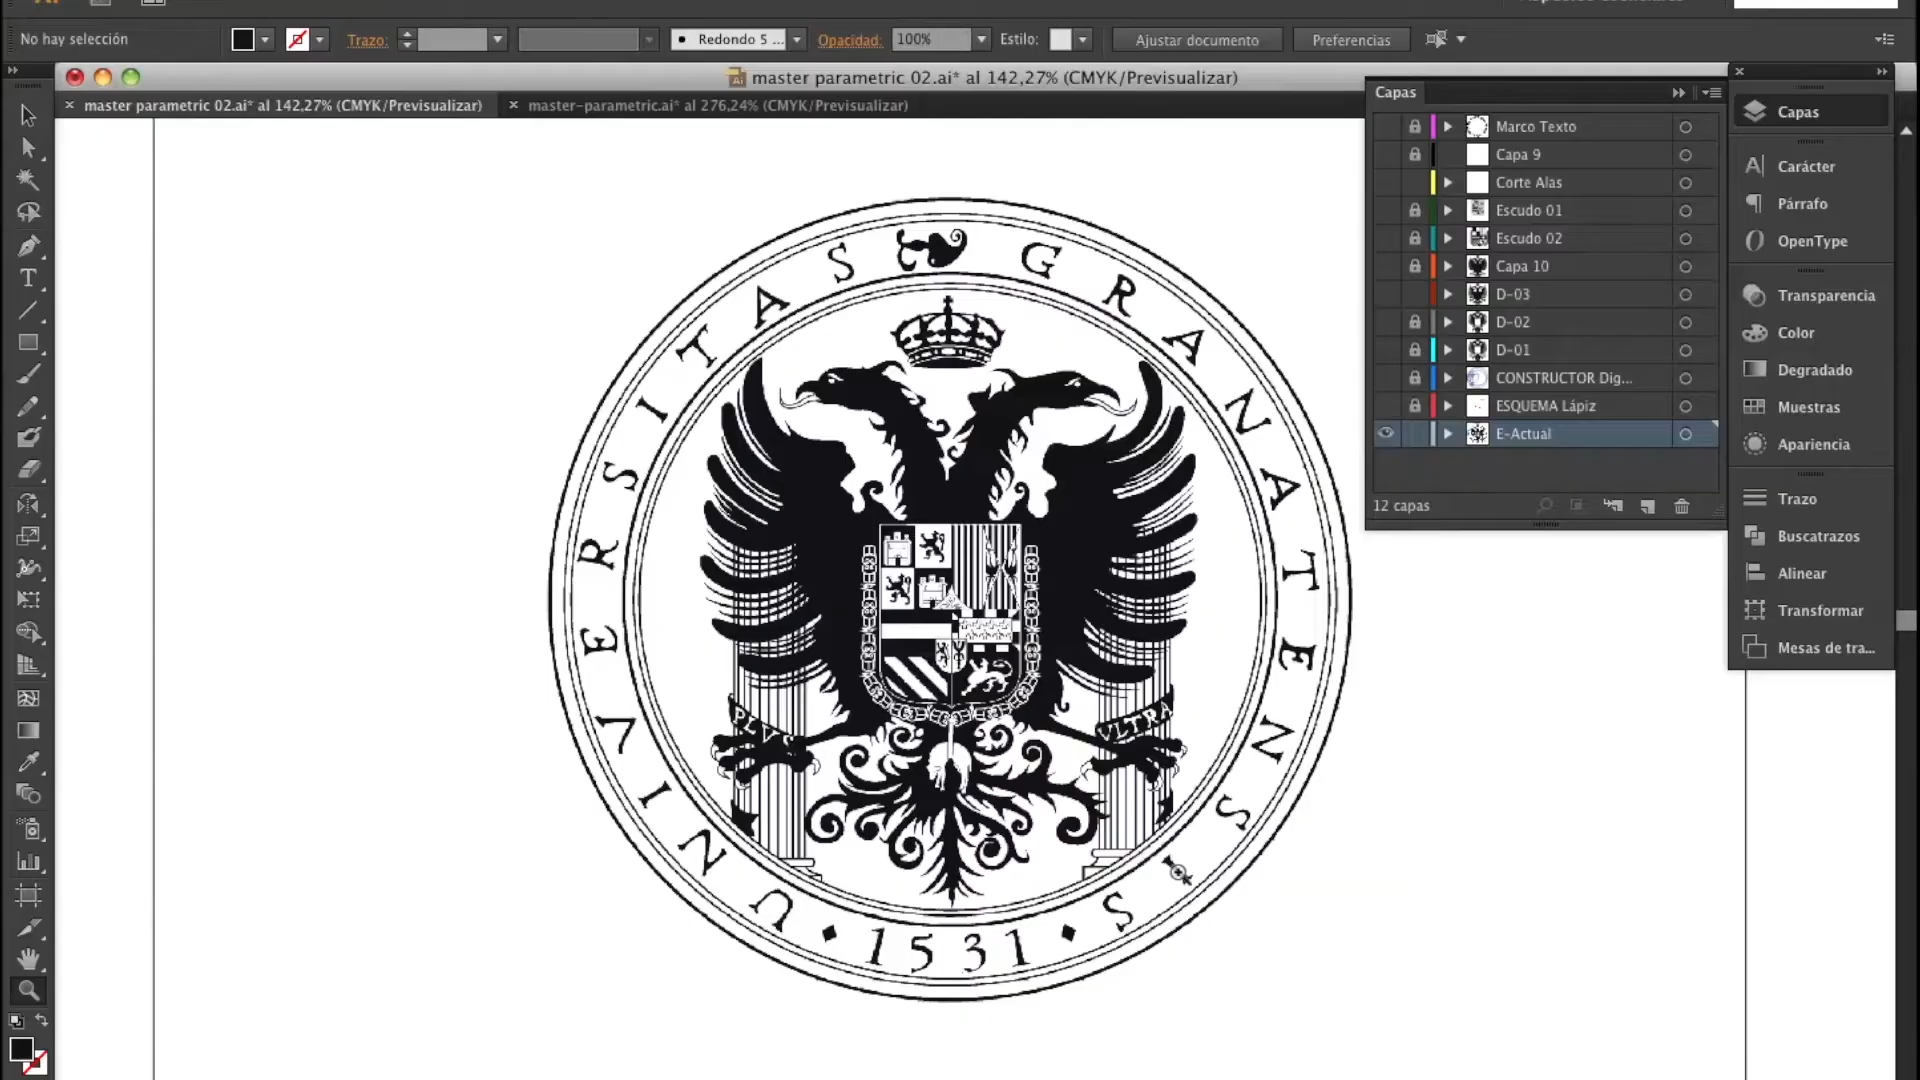 No hay selección
Trazo:
Redondo 5 ...
Opacidad:
100%
Estilo:
Ajustar documento
Preferencias
master parametric 02.ai* al 142,27% (CMYK/Previsualizar)
× master parametric 02.ai* al 142,27% (CMYK/Previsualizar)
× master-parametric.ai* al 276,24% (CMYK/Previsualizar)
Capas
Marco Texto
Capa 9
Corte Alas
Escudo 01
Escudo 02
Capa 10
D-03
D-02
D-01
CONSTRUCTOR Dig...
ESQUEMA Lápiz
E-Actual
12 capas
Capas
Carácter
Párrafo
OpenType
Transparencia
Color
Degradado
Muestras
Apariencia
Trazo
Buscatrazos
Alinear
Transformar
Mesas de tra...
UNIVERSITAS GRANATENSIS
PLVS
VLTRA
1531